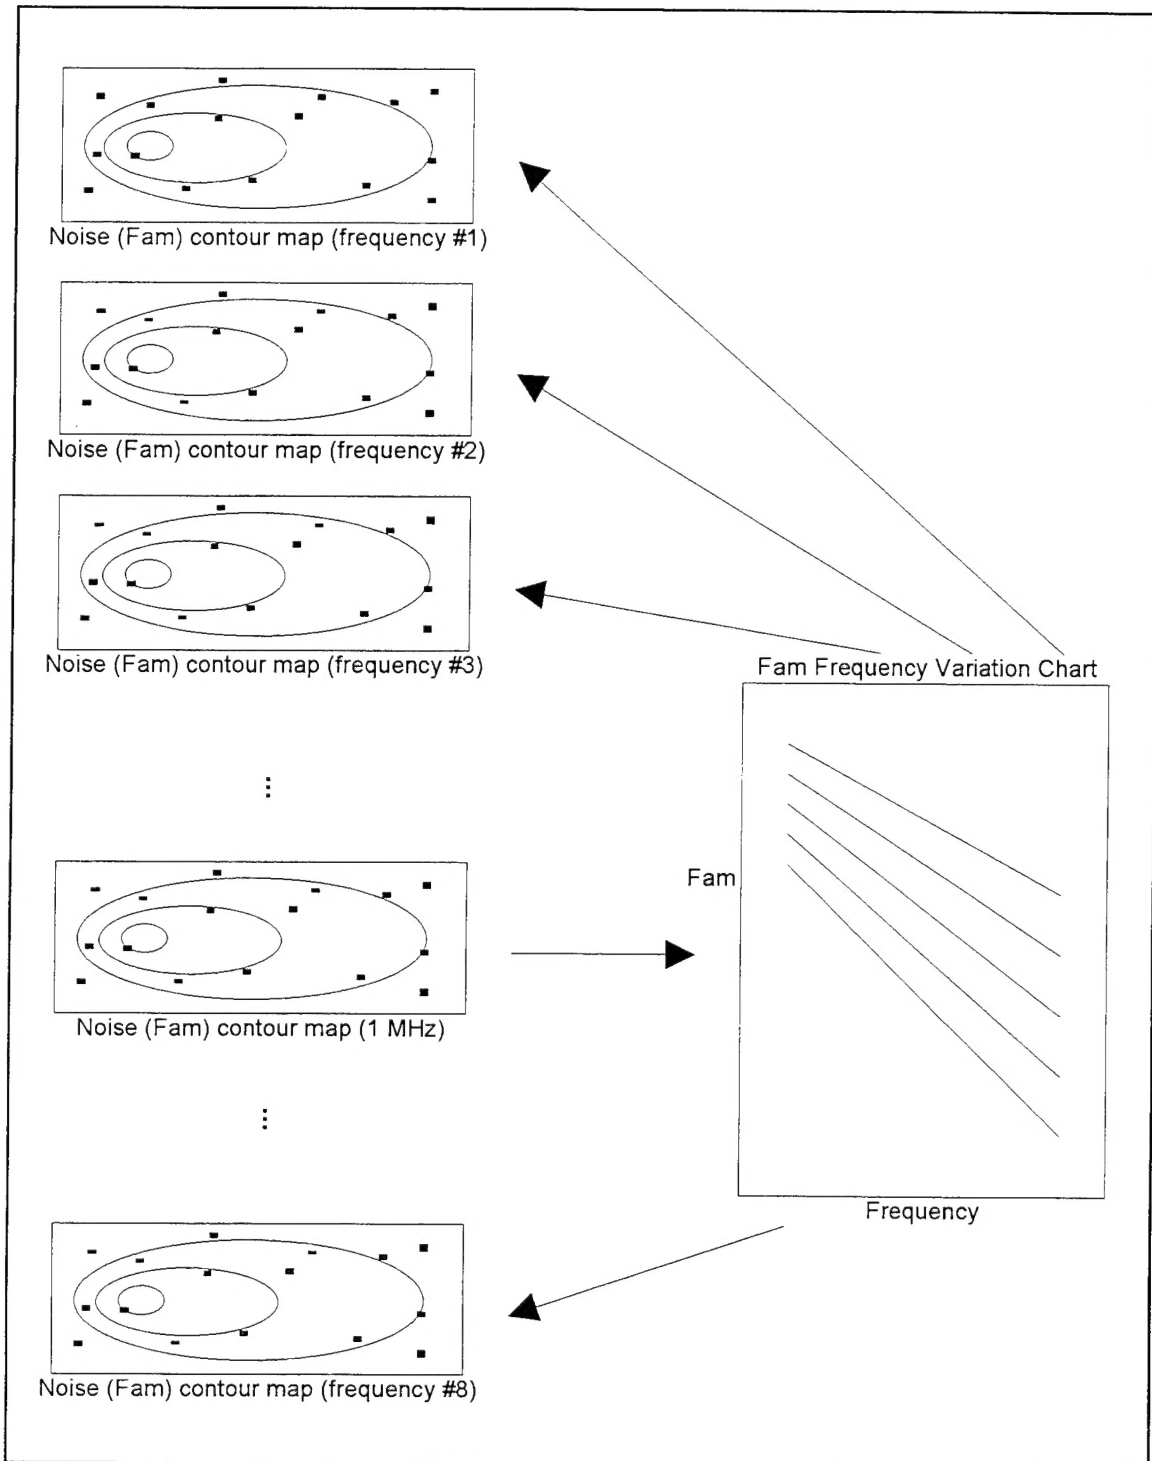 Noise (Fam) contour map (frequency #1)
Noise (Fam) contour map (frequency #2)
Noise (Fam) contour map (frequency #3)
Fam Frequency Variation Chart
Fam
Noise (Fam) contour map (1 MHz)
Frequency
Noise (Fam) contour map (frequency #8)